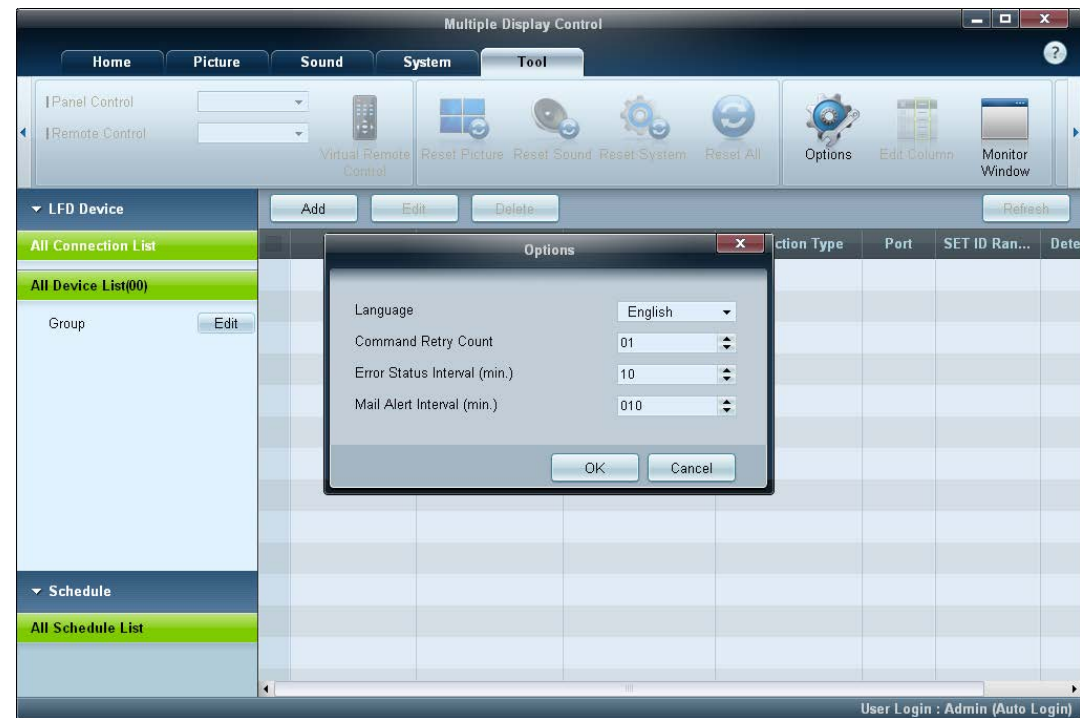 Multiple Display Control
Home Picture Sound System Tool
?
Panel Control
Remote Control
Virtual Remote Control
Reset Picture
Reset Sound
Reset System
Reset All
Options
Edit Column
Monitor Window
LFD Device
Add Edit Delete Refresh
All Connection List
ction Type Port SET ID Ran... Dete
All Device List(00)
Group Edit
Options
Language English
Command Retry Count 01
Error Status Interval (min.) 10
Mail Alert Interval (min.) 010
OK Cancel
Schedule
All Schedule List
User Login : Admin (Auto Login)